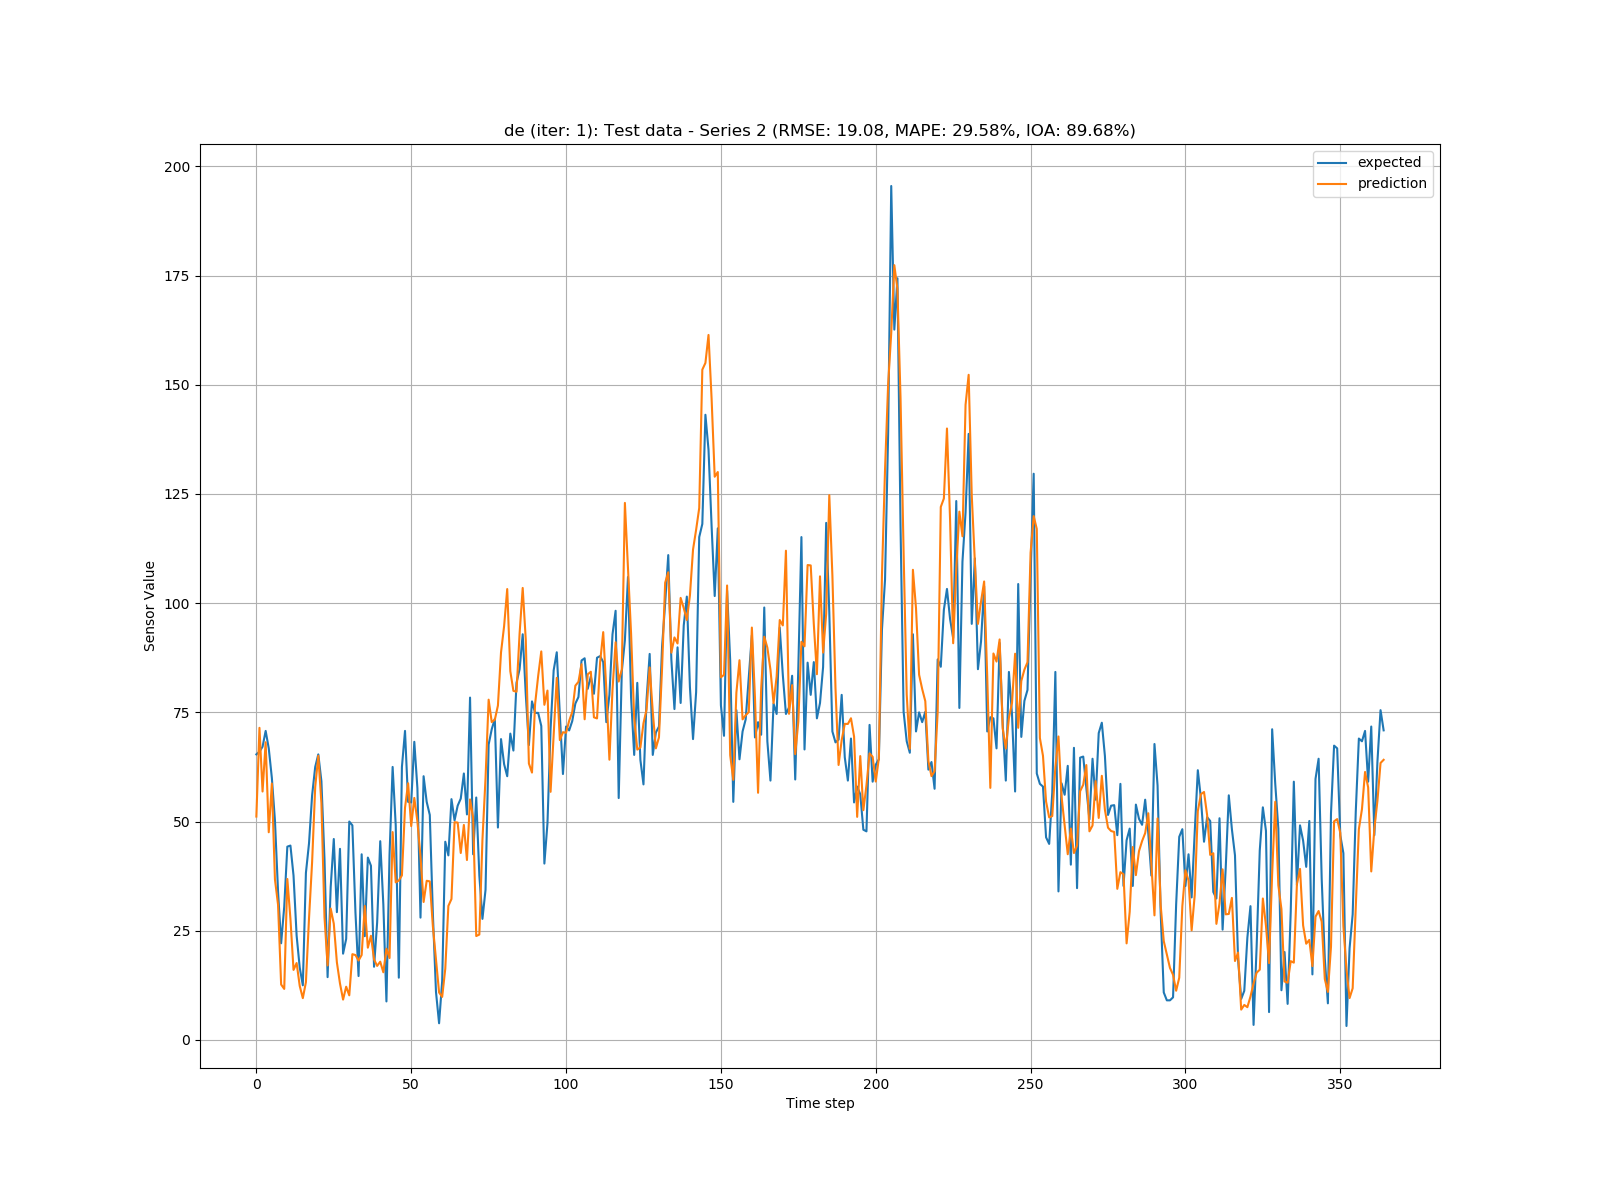 de (iter: 1): Test data - Series 2 (RMSE: 19.08, MAPE: 29.58%, IOA: 89.68%)
expected
prediction
200
175
150
125
100
75
50
25
0
Sensor Value
0 50 100 150 200 250 300 350
Time step